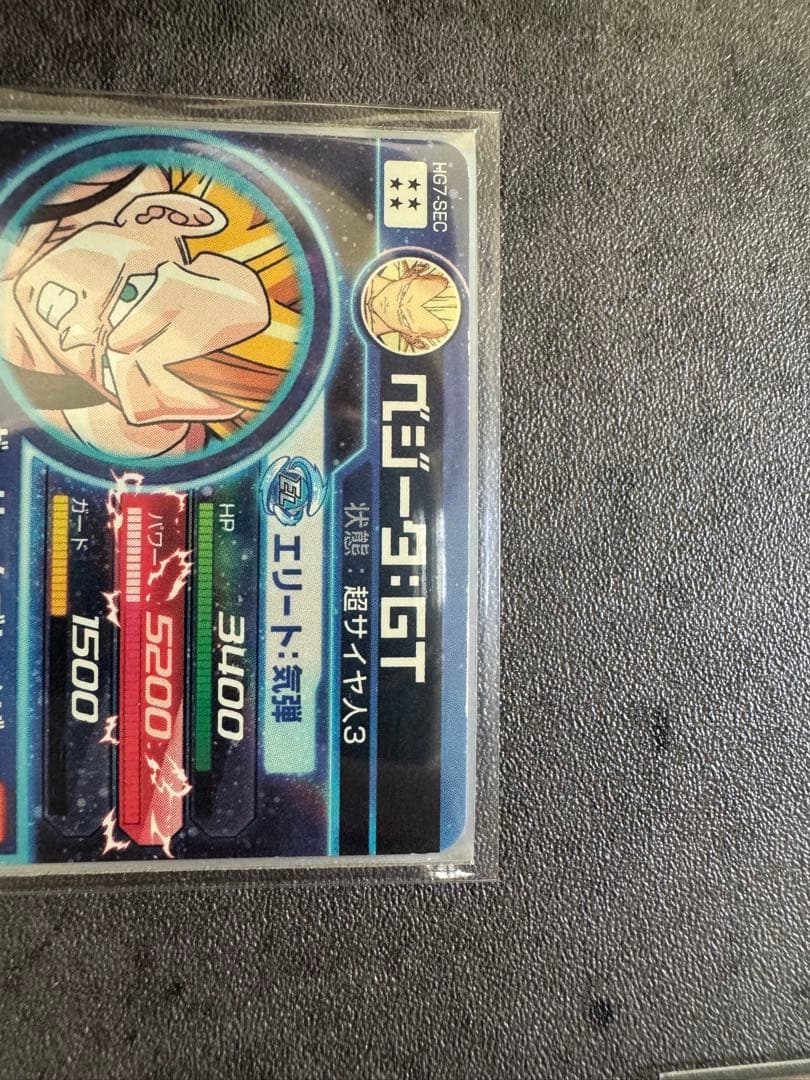 HG7-SEC
ベジータ:GT
状態:超サイヤ人3
EL
エリート:気弾
HP
3400
パワー
5200
ガード
1500